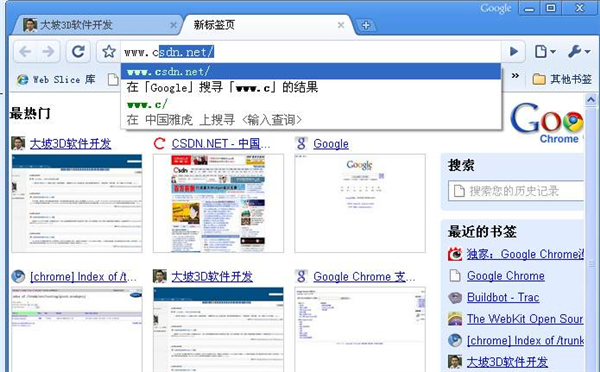 Google
大坡3D软件开发
新标签页
www.csdn.net/
Web Slice 库
www.csdn.net/
»
其他书签
在「Google」搜寻「www.c」的结果
www.c/
在 中国雅虎 上搜寻 <输入查询>
最热门
Goo
Chrome
大坡3D软件开发
CSDN.NET - 中国...
Google
搜索
搜索您的历史记录
最近的书签
独家：Google Chrome
[chrome] Index of /t...
大坡3D软件开发
Google Chrome 支...
Google Chrome
Buildbot - Trac
The WebKit Open Sour
[chrome] Index of /trunk
大坡3D软件开发